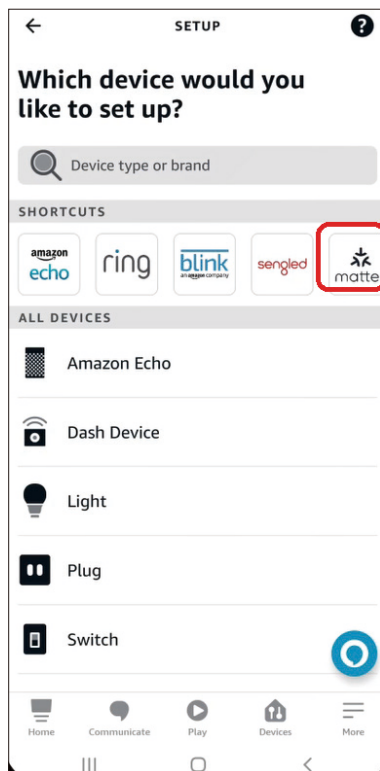 SETUP
?
Which device would you
like to set up?
Device type or brand
SHORTCUTS
amazon echo
ring
blink an amazon company
sengled
matte
ALL DEVICES
Amazon Echo
Dash Device
Light
Plug
Switch
Home Communicate Play Devices More